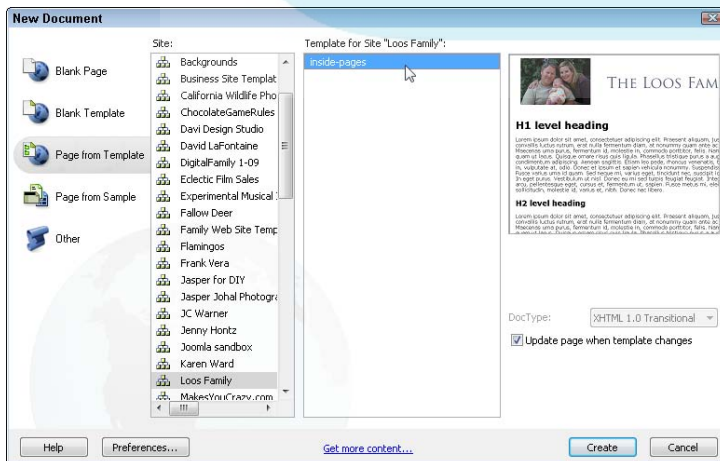 New Document
Site:
Template for Site "Loos Family":
Blank Page
Blank Template
Page from Template
Page from Sample
Other
Backgrounds
Business Site Templat
California Wildlife Pho
ChocolateGameRules
Davi Design Studio
David LaFontaine
DigitalFamily 1-09
Eclectic Film Sales
Experimental Musical
Fallow Deer
Family Web Site Temp
Flamingos
Frank Vera
Jasper for DIY
Jasper Johal Photogra
JC Warner
Jenny Hontz
Joomla sandbox
Karen Ward
Loos Family
MakesYouCrazy.com
inside-pages
THE LOOS FAM
H1 level heading
H2 level heading
DocType:
XHTML 1.0 Transitional
Update page when template changes
Help
Preferences...
Get more content...
Create
Cancel